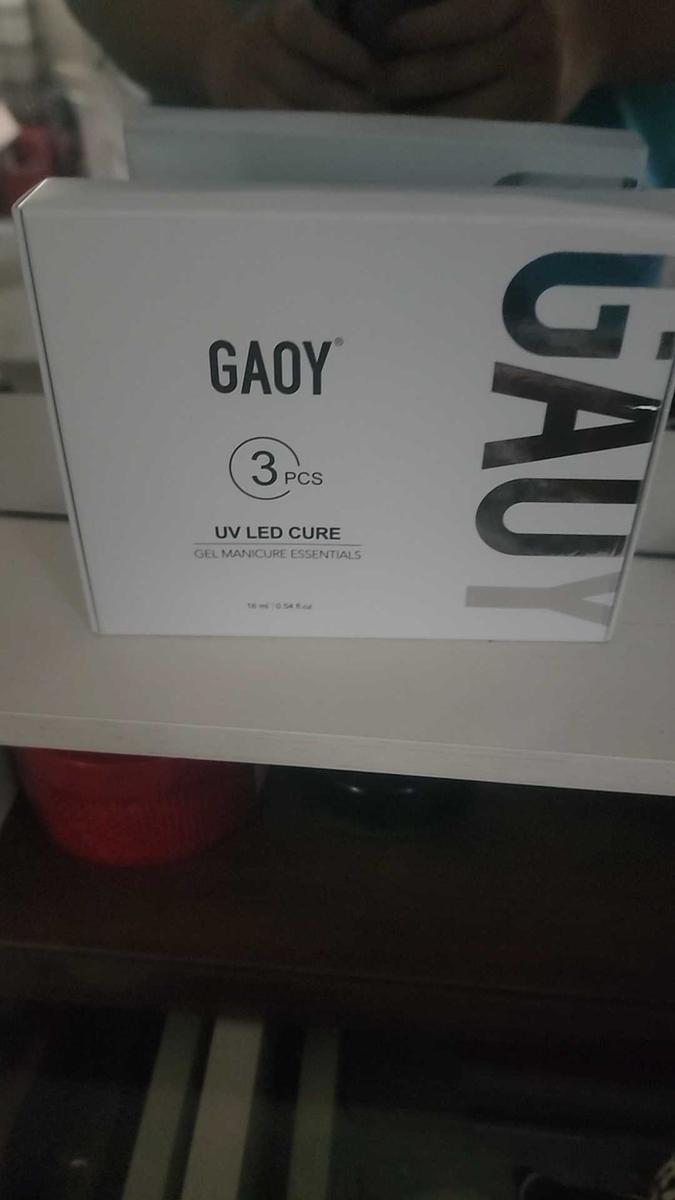 GAOY®
3 PCS
UV LED CURE
GEL MANICURE ESSENTIALS
16 ml | 0.54 fl oz
GAOY